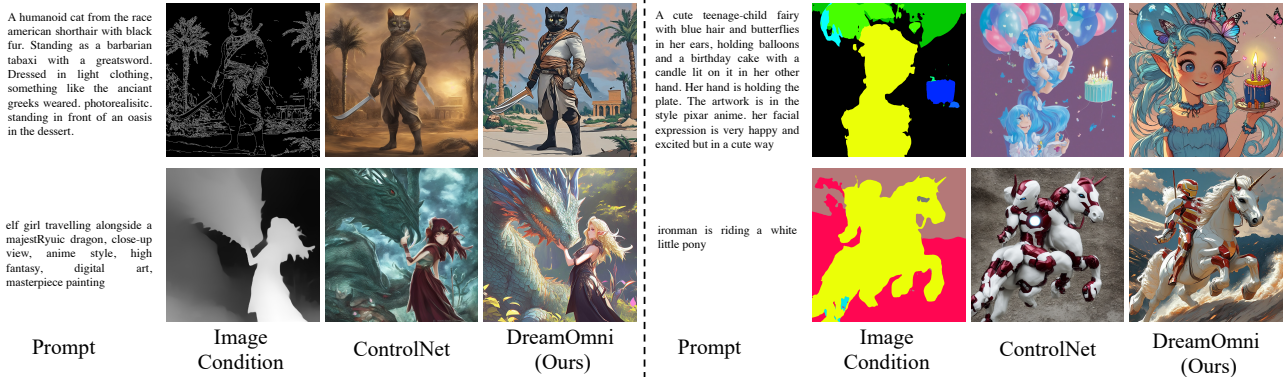 A humanoid cat from the race
american shorthair with black
fur. Standing as a barbarian
tabaxi with a greatsword.
Dressed in light clothing,
something like the anciant
greeks weared. photorealisitc.
standing in front of an oasis
in the dessert.
elf girl travelling alongside a
majestRyuic dragon, close-up
view, anime style, high
fantasy, digital art,
masterpiece painting
Prompt
Image
Condition
ControlNet
DreamOmni
(Ours)
A cute teenage-child fairy
with blue hair and butterflies
in her ears, holding balloons
and a birthday cake with a
candle lit on it in her other
hand. Her hand is holding the
plate. The artwork is in the
style pixar anime. her facial
expression is very happy and
excited but in a cute way
ironman is riding a white
little pony
Prompt
Image
Condition
ControlNet
DreamOmni
(Ours)